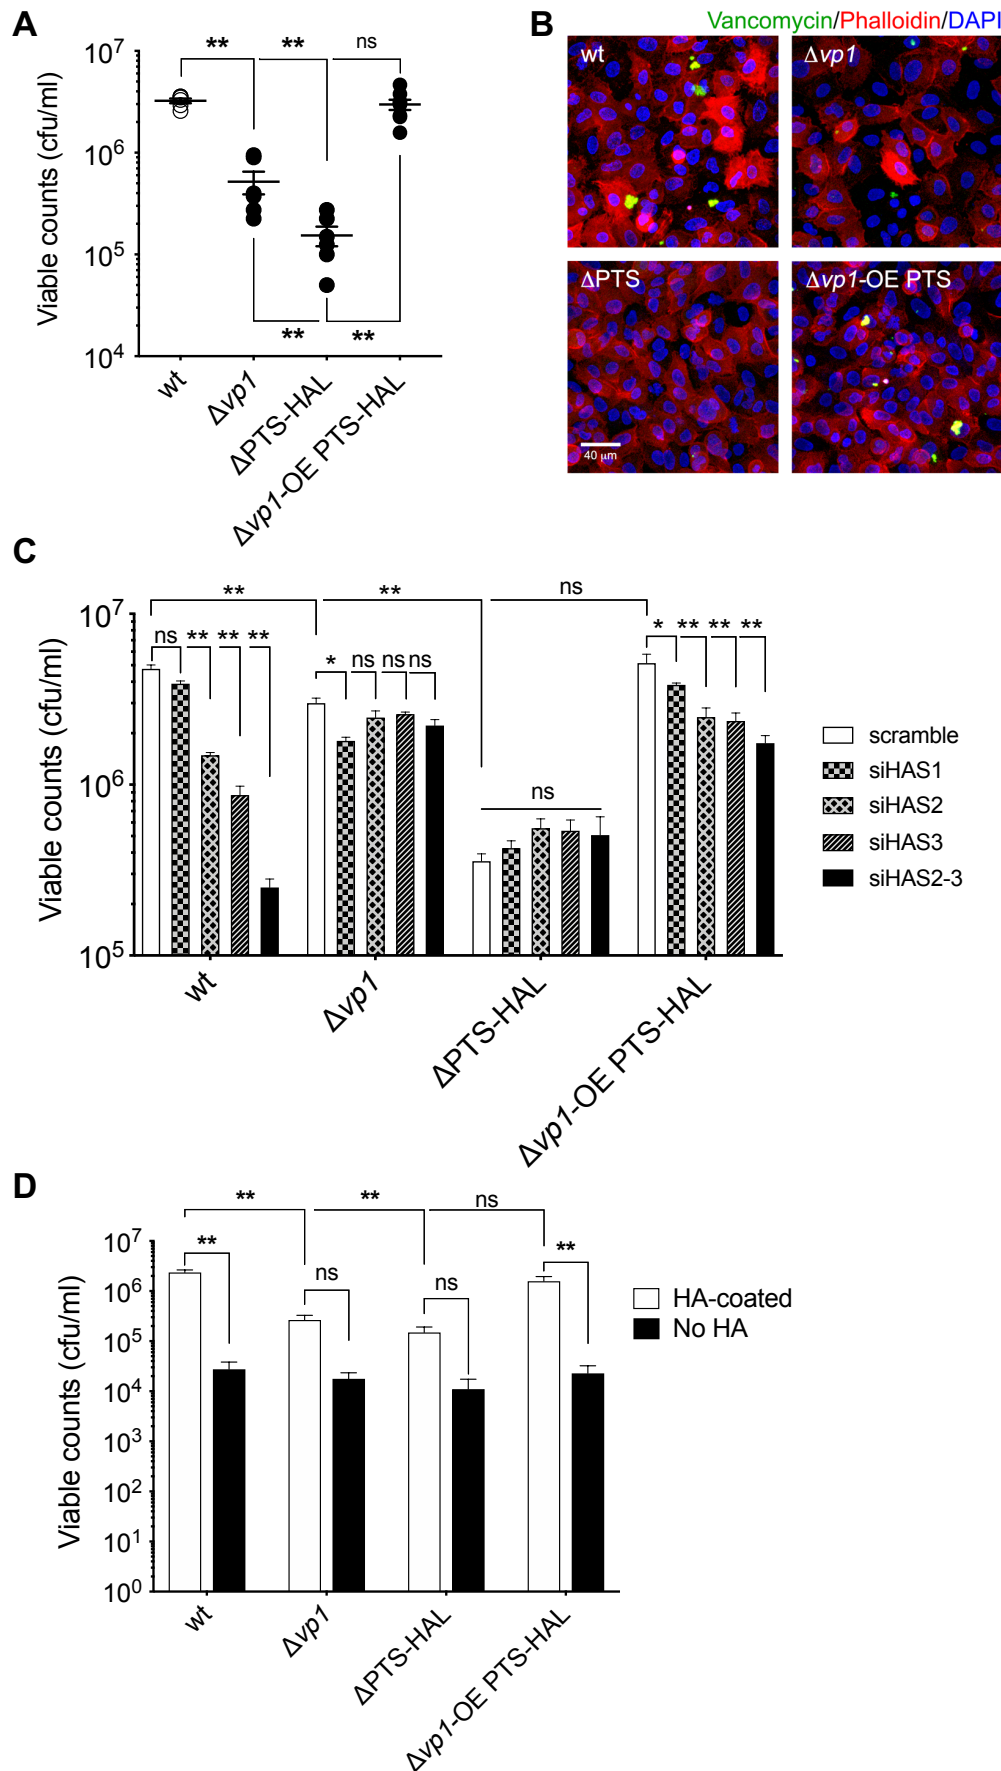 A
Viable counts (cfu/ml)
10⁷
10⁶
10⁵
10⁴
** ** ns
** **
wt
Δvp1
ΔPTS-HAL
Δvp1-OE PTS-HAL
B
Vancomycin/Phalloidin/DAPI
wt
Δvp1
ΔPTS
Δvp1-OE PTS
40 μm
C
Viable counts (cfu/ml)
10⁷
10⁶
10⁵
** ** ns
ns ** ** **
* ns ns ns
ns
* ** ** **
wt
Δvp1
ΔPTS-HAL
Δvp1-OE PTS-HAL
scramble
siHAS1
siHAS2
siHAS3
siHAS2-3
D
Viable counts (cfu/ml)
10⁷
10⁶
10⁵
10⁴
10³
10²
10¹
10⁰
** ** ns
** ns ns **
wt
Δvp1
ΔPTS-HAL
Δvp1-OE PTS-HAL
HA-coated
No HA